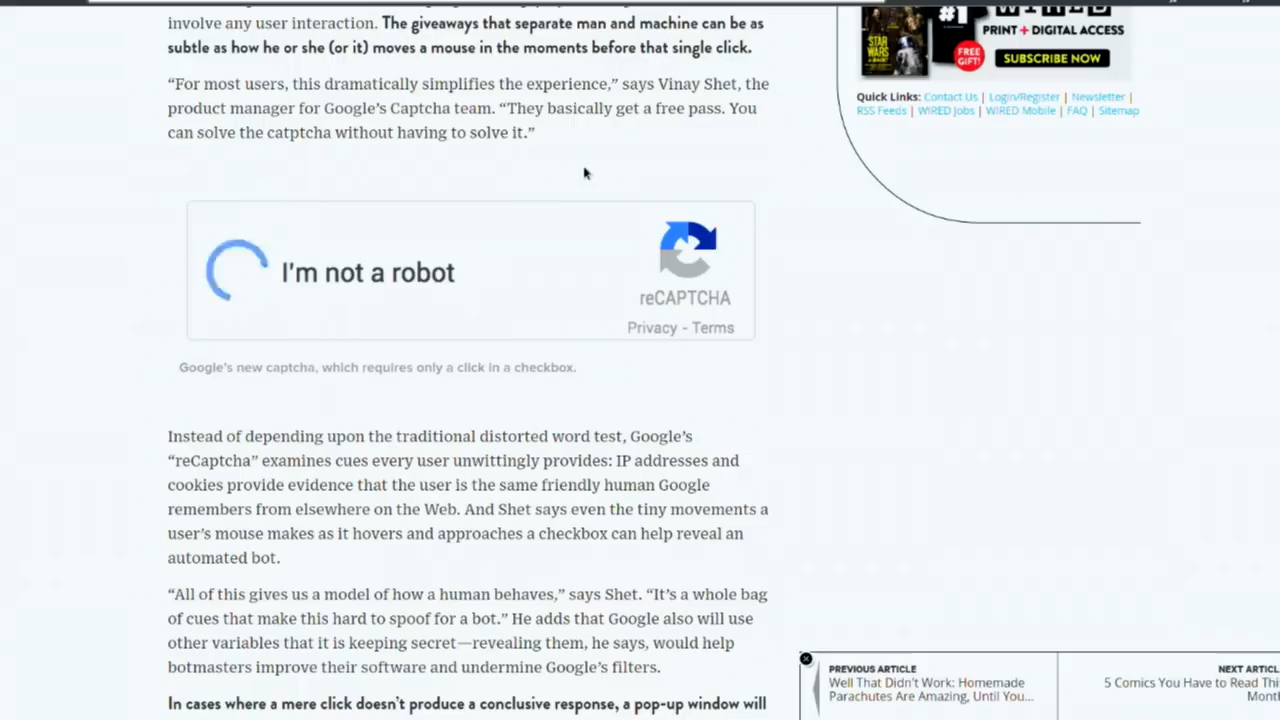 involve any user interaction. The giveaways that separate man and machine can be as
subtle as how he or she (or it) moves a mouse in the moments before that single click.
“For most users, this dramatically simplifies the experience,” says Vinay Shet, the
product manager for Google’s Captcha team. “They basically get a free pass. You
can solve the catptcha without having to solve it.”
I'm not a robot
reCAPTCHA
Privacy - Terms
Google's new captcha, which requires only a click in a checkbox.
Instead of depending upon the traditional distorted word test, Google’s
“reCaptcha” examines cues every user unwittingly provides: IP addresses and
cookies provide evidence that the user is the same friendly human Google
remembers from elsewhere on the Web. And Shet says even the tiny movements a
user’s mouse makes as it hovers and approaches a checkbox can help reveal an
automated bot.
“All of this gives us a model of how a human behaves,” says Shet. “It’s a whole bag
of cues that make this hard to spoof for a bot.” He adds that Google also will use
other variables that it is keeping secret—revealing them, he says, would help
botmasters improve their software and undermine Google’s filters.
In cases where a mere click doesn’t produce a conclusive response, a pop-up window will
#1
WIRED
PRINT + DIGITAL ACCESS
STAR
WARS
FREE
GIFT!
SUBSCRIBE NOW
Quick Links: Contact Us | Login/Register | Newsletter |
RSS Feeds | WIRED Jobs | WIRED Mobile | FAQ | Sitemap
PREVIOUS ARTICLE
Well That Didn't Work: Homemade
Parachutes Are Amazing, Until You...
NEXT ARTICL
5 Comics You Have to Read Thi
Mont